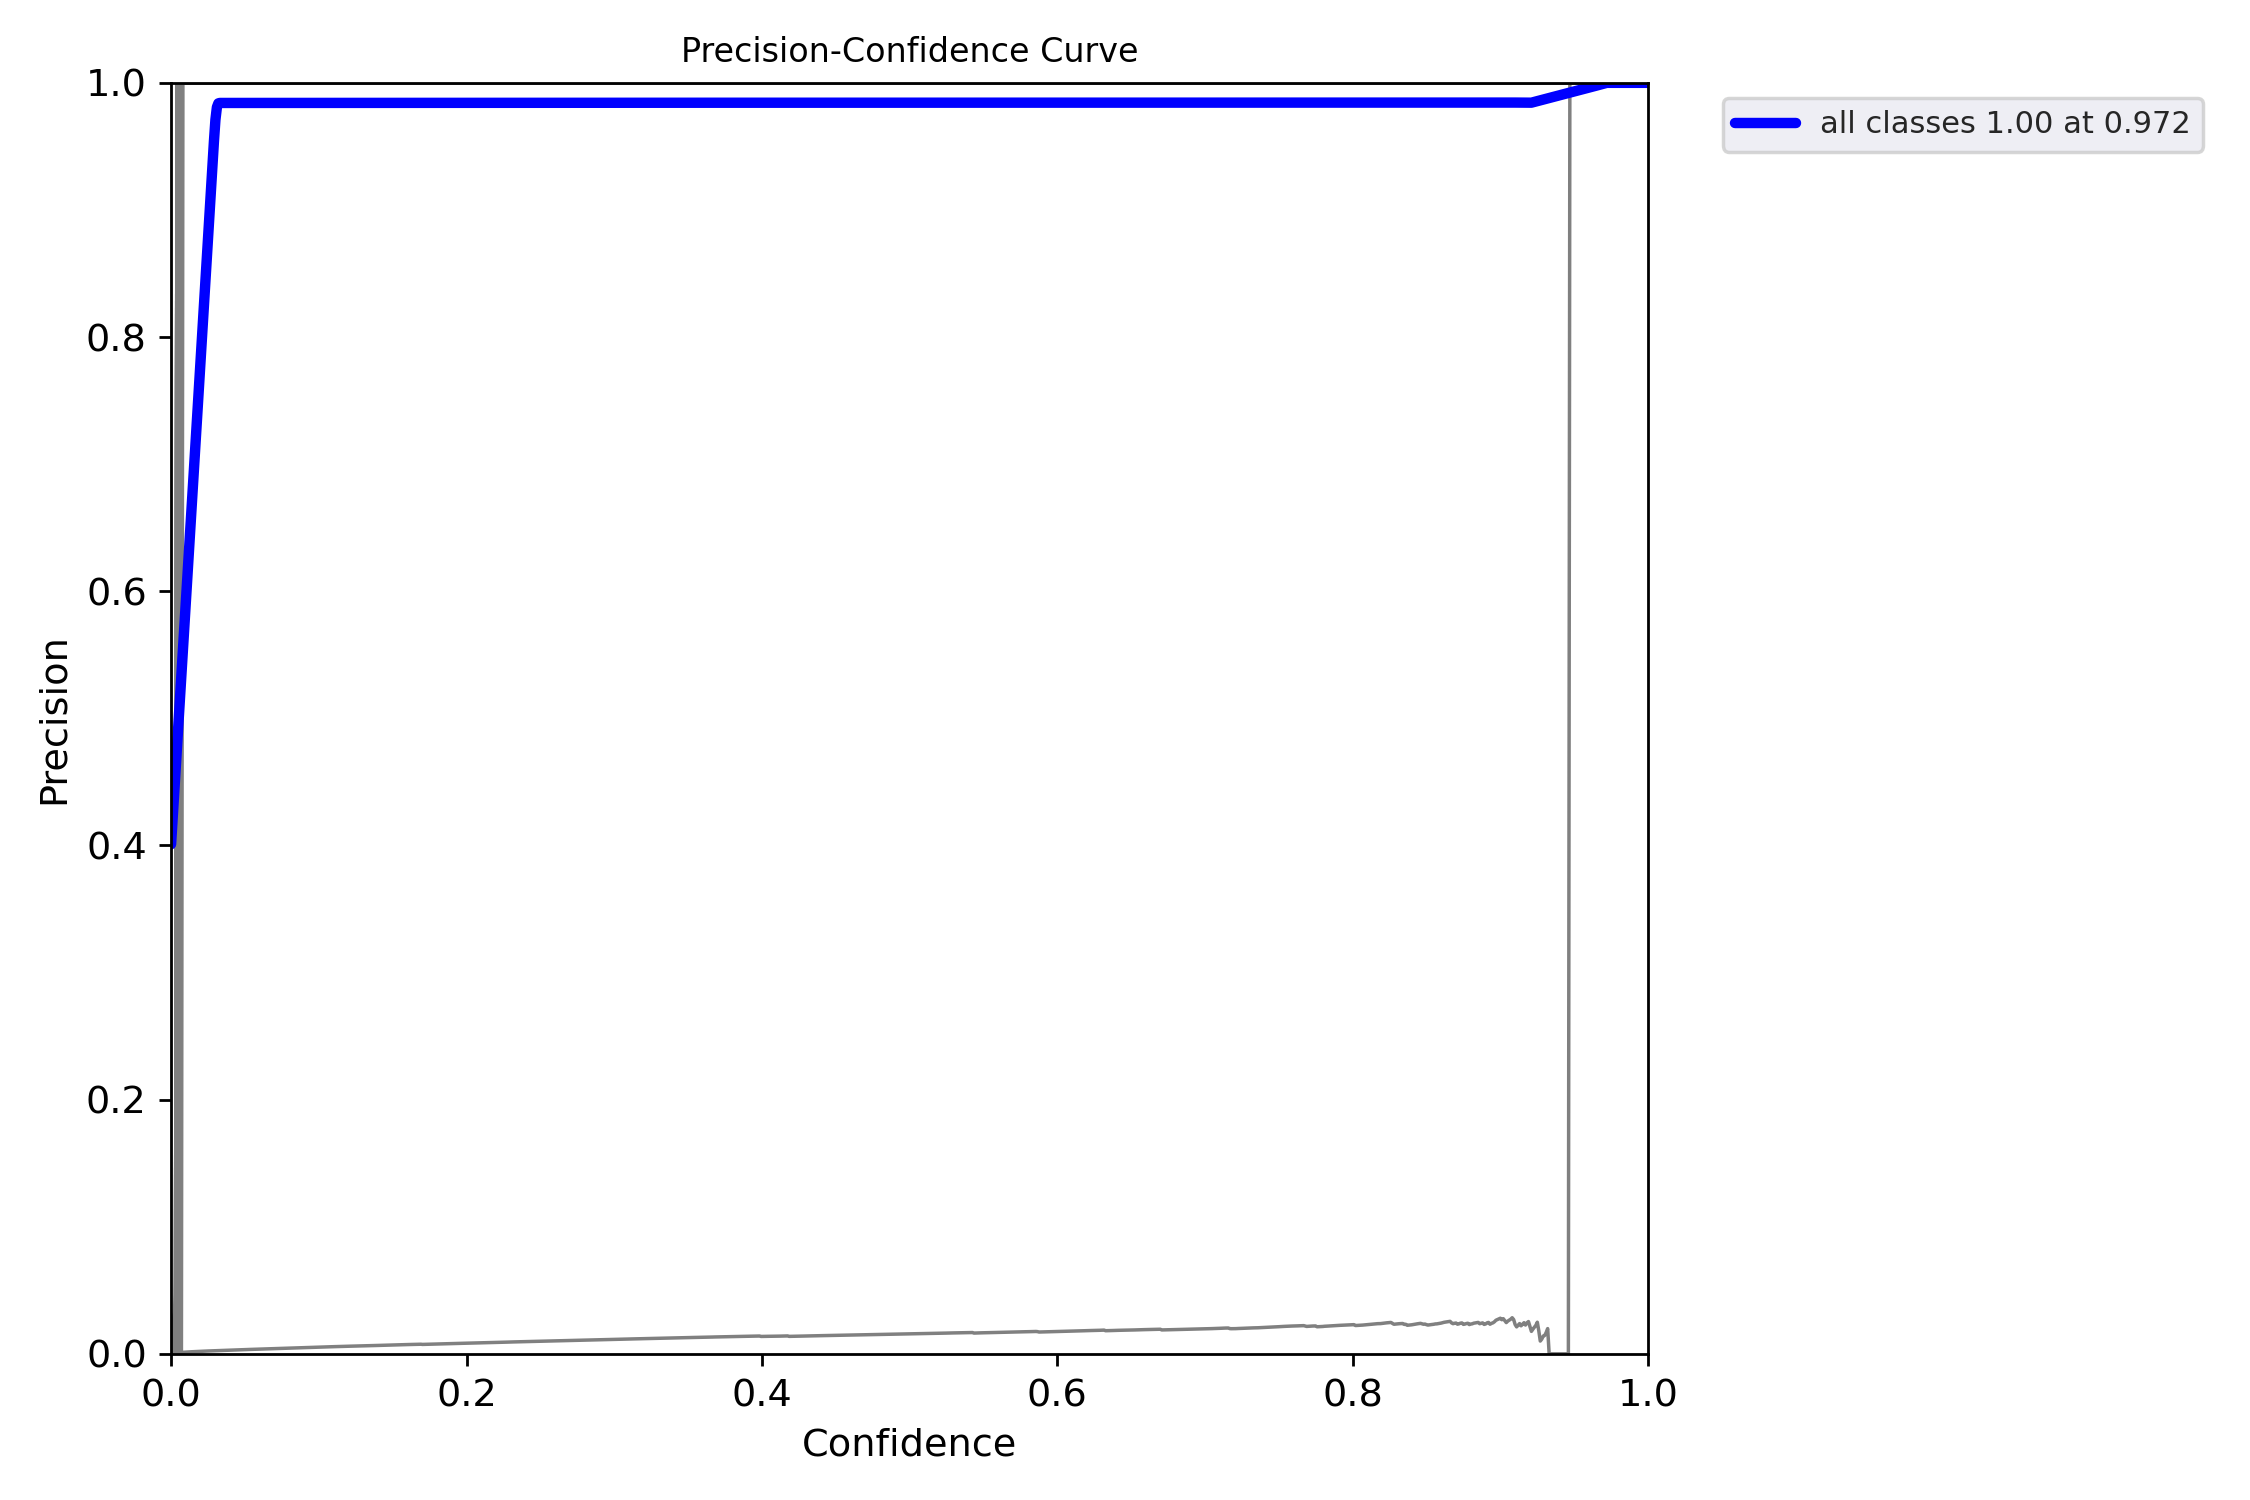 Precision-Confidence Curve
1.0
0.8
0.6
0.4
0.2
0.0
Precision
0.0 0.2 0.4 0.6 0.8 1.0
Confidence
all classes 1.00 at 0.972